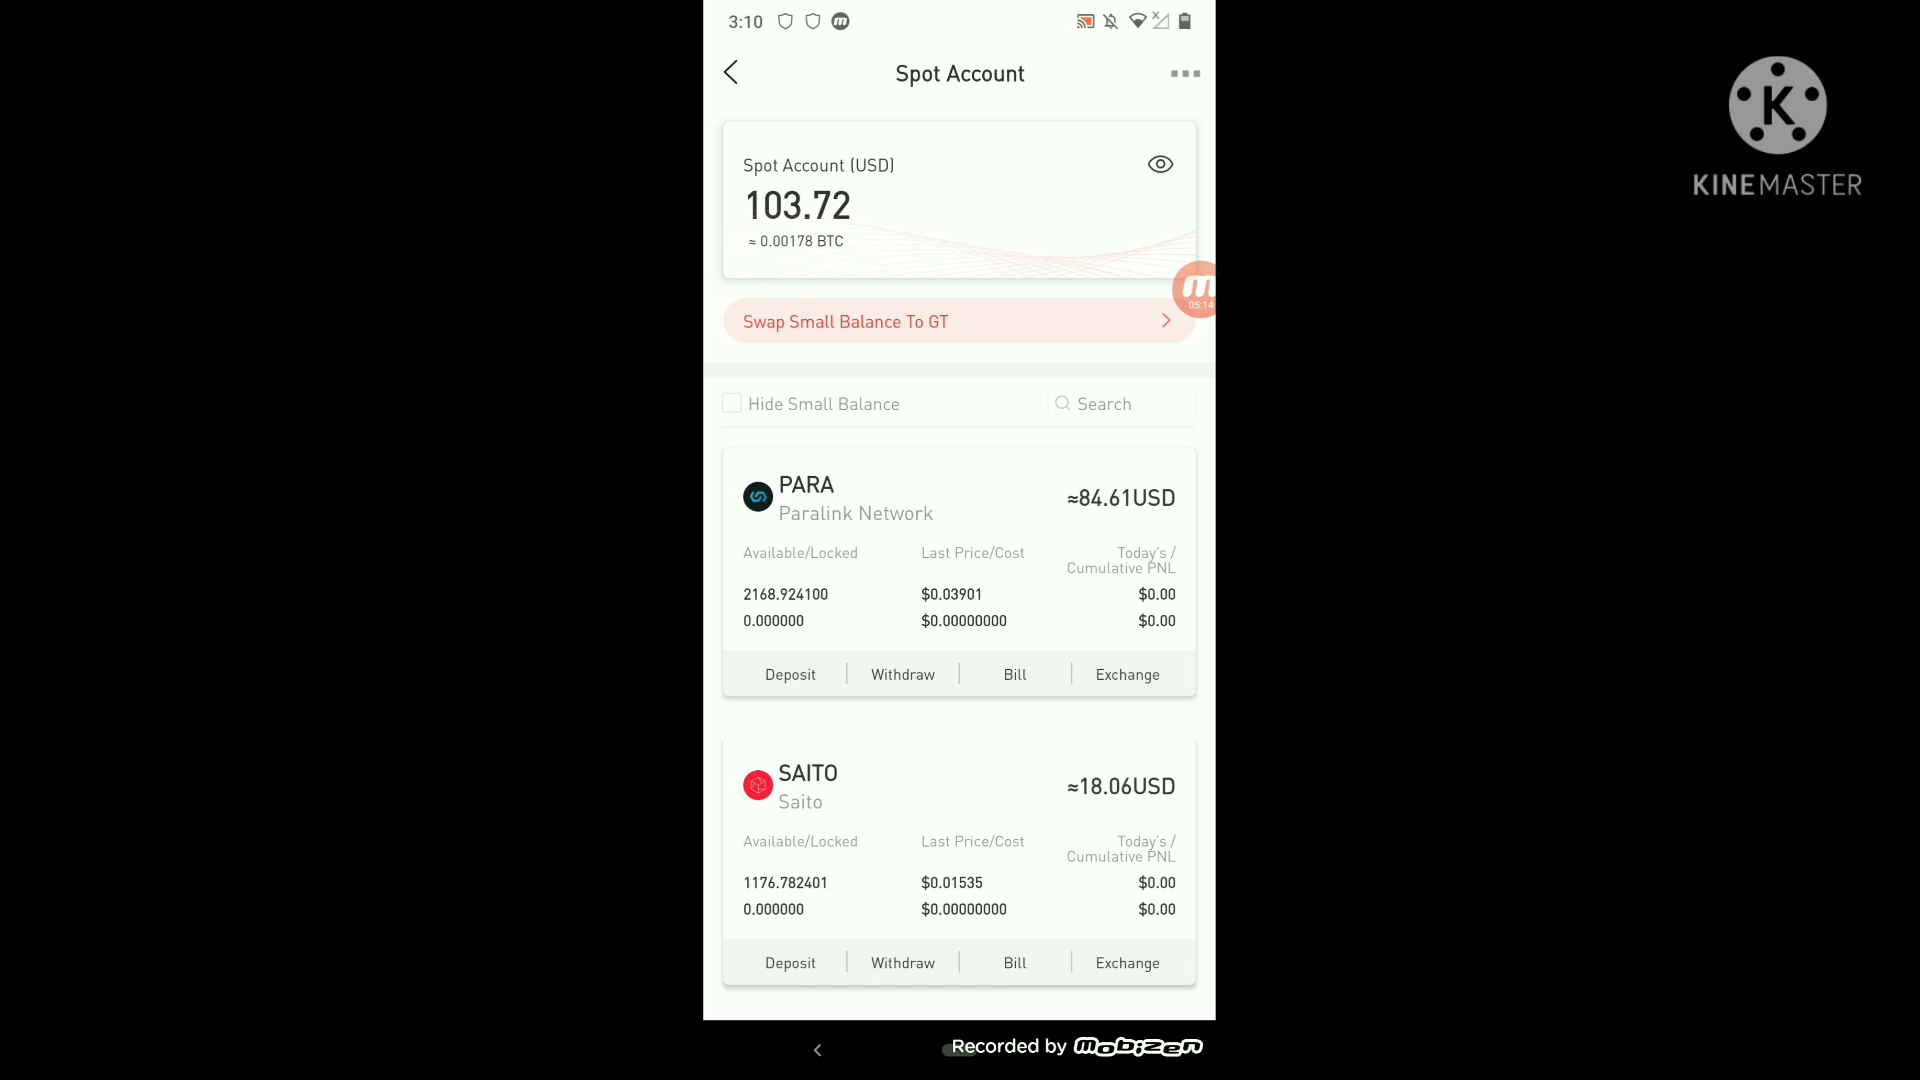 3:10
Spot Account
Spot Account (USD)
103.72
≈ 0.00178 BTC
05:14
Swap Small Balance To GT
Hide Small Balance
Search
PARA
Paralink Network
≈84.61USD
Available/Locked
Last Price/Cost
Today's /
Cumulative PNL
2168.924100
$0.03901
$0.00
0.000000
$0.00000000
$0.00
Deposit
Withdraw
Bill
Exchange
SAITO
Saito
≈18.06USD
Available/Locked
Last Price/Cost
Today's /
Cumulative PNL
1176.782401
$0.01535
$0.00
0.000000
$0.00000000
$0.00
Deposit
Withdraw
Bill
Exchange
Recorded by mobizen
K
KINEMASTER